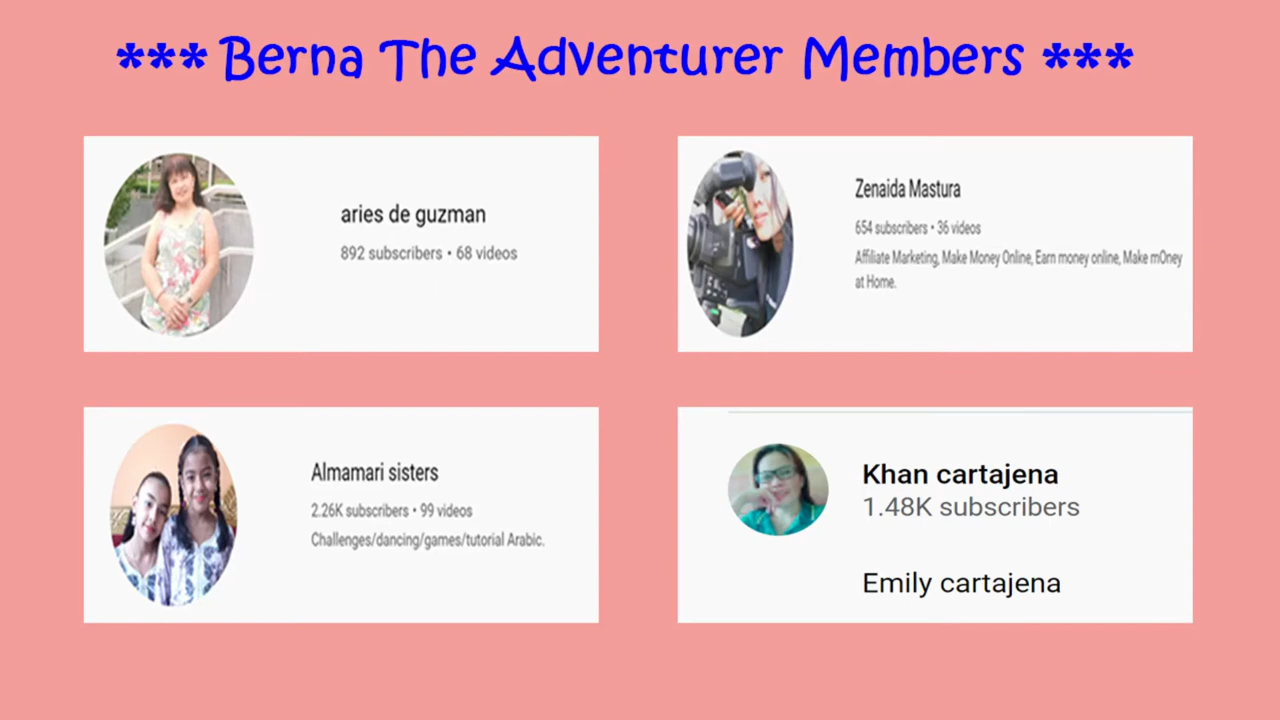 *** Berna The Adventurer Members ***
aries de guzman
892 subscribers • 68 videos
Zenaida Mastura
654 subscribers • 36 videos
Affiliate Marketing, Make Money Online, Earn money online, Make mOney
at Home.
Almamari sisters
2.26K subscribers • 99 videos
Challenges/dancing/games/tutorial Arabic.
Khan cartajena
1.48K subscribers
Emily cartajena